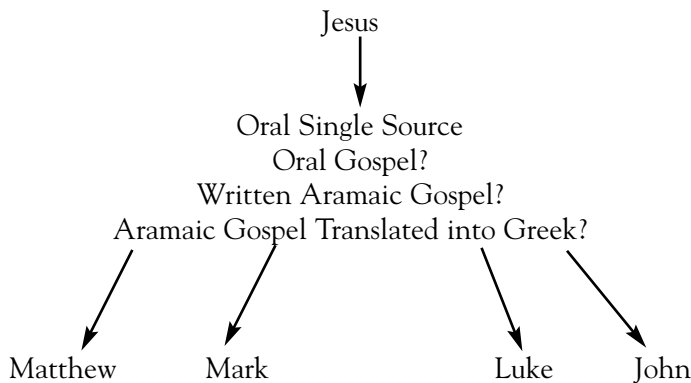 Jesus
Oral Single Source
Oral Gospel?
Written Aramaic Gospel?
Aramaic Gospel Translated into Greek?
Matthew Mark Luke John